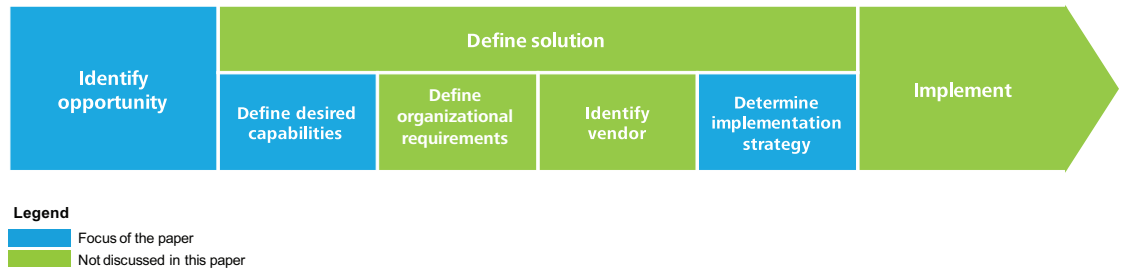 Identify
opportunity
Define solution
Define desired
capabilities
Define
organizational
requirements
Identify
vendor
Determine
implementation
strategy
Implement
Legend
Focus of the paper
Not discussed in this paper